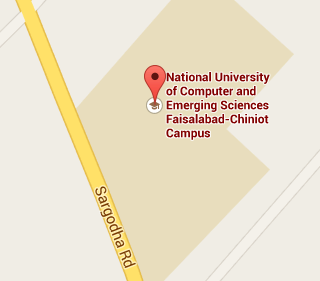 National University
of Computer and
Emerging Sciences
Faisalabad-Chiniot
Campus
Sargodha Rd